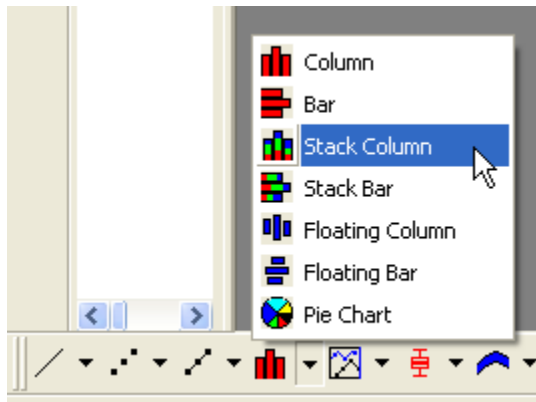 Column
Bar
Stack Column
Stack Bar
Floating Column
Floating Bar
Pie Chart